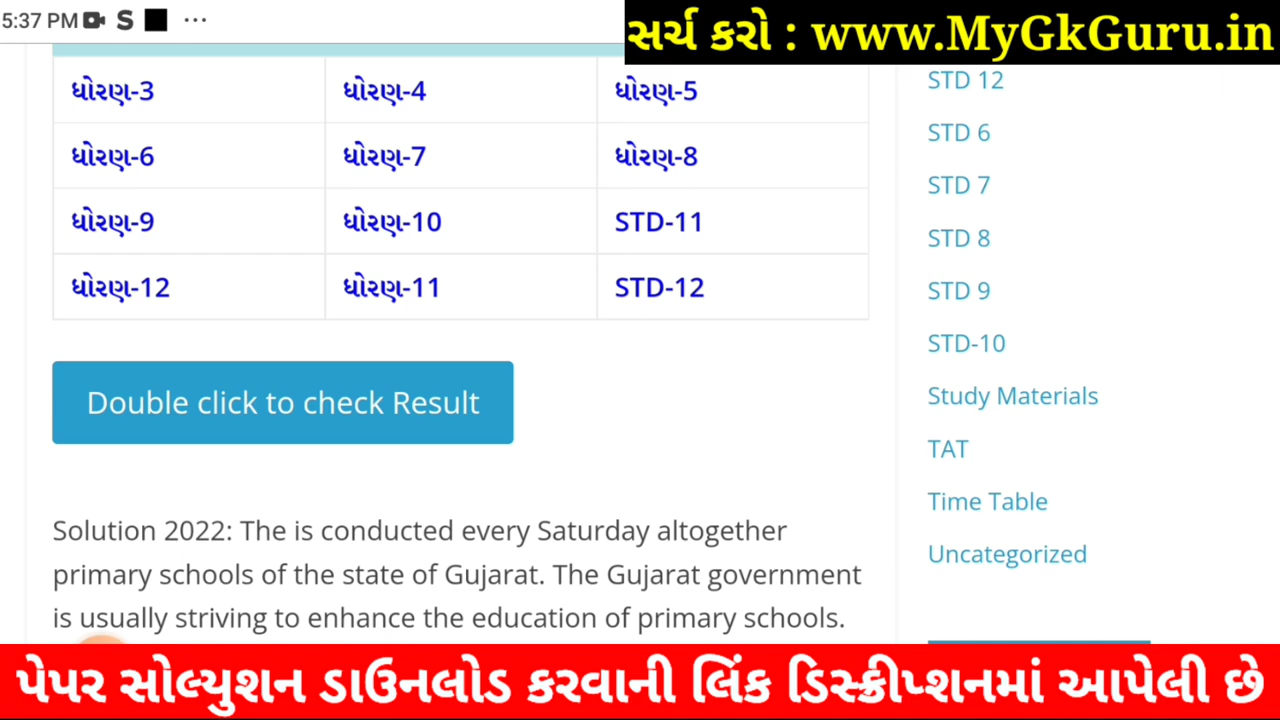 5:37 PM S ...
સર્ચ કરો : www.MyGkGuru.in
ધોરણ-3 ધોરણ-4 ધોરણ-5
ધોરણ-6 ધોરણ-7 ધોરણ-8
ધોરણ-9 ધોરણ-10 STD-11
ધોરણ-12 ધોરણ-11 STD-12
Double click to check Result
Solution 2022: The is conducted every Saturday altogether
primary schools of the state of Gujarat. The Gujarat government
is usually striving to enhance the education of primary schools.
STD 12
STD 6
STD 7
STD 8
STD 9
STD-10
Study Materials
TAT
Time Table
Uncategorized
પેપર સોલ્યુશન ડાઉનલોડ કરવાની લિંક ડિસ્ક્રીપ્શનમાં આપેલી છે